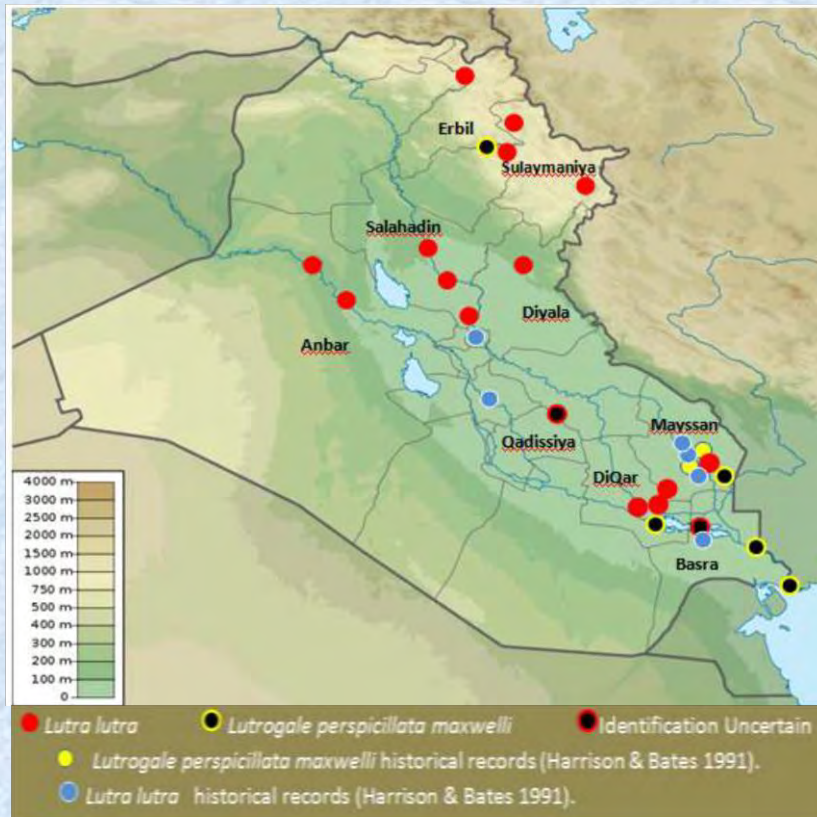 Erbil
Sulaymaniya
Salahadin
Diyala
Anbar
Mayssan
Qadissiya
DiQar
Basra
4000 m
3000 m
2500 m
2000 m
1500 m
1000 m
750 m
500 m
400 m
300 m
200 m
100 m
0
Lutra lutra Lutrogale perspicillata maxwelli Identification Uncertain
Lutrogale perspicillata maxwelli historical records (Harrison & Bates 1991).
Lutra lutra historical records (Harrison & Bates 1991).